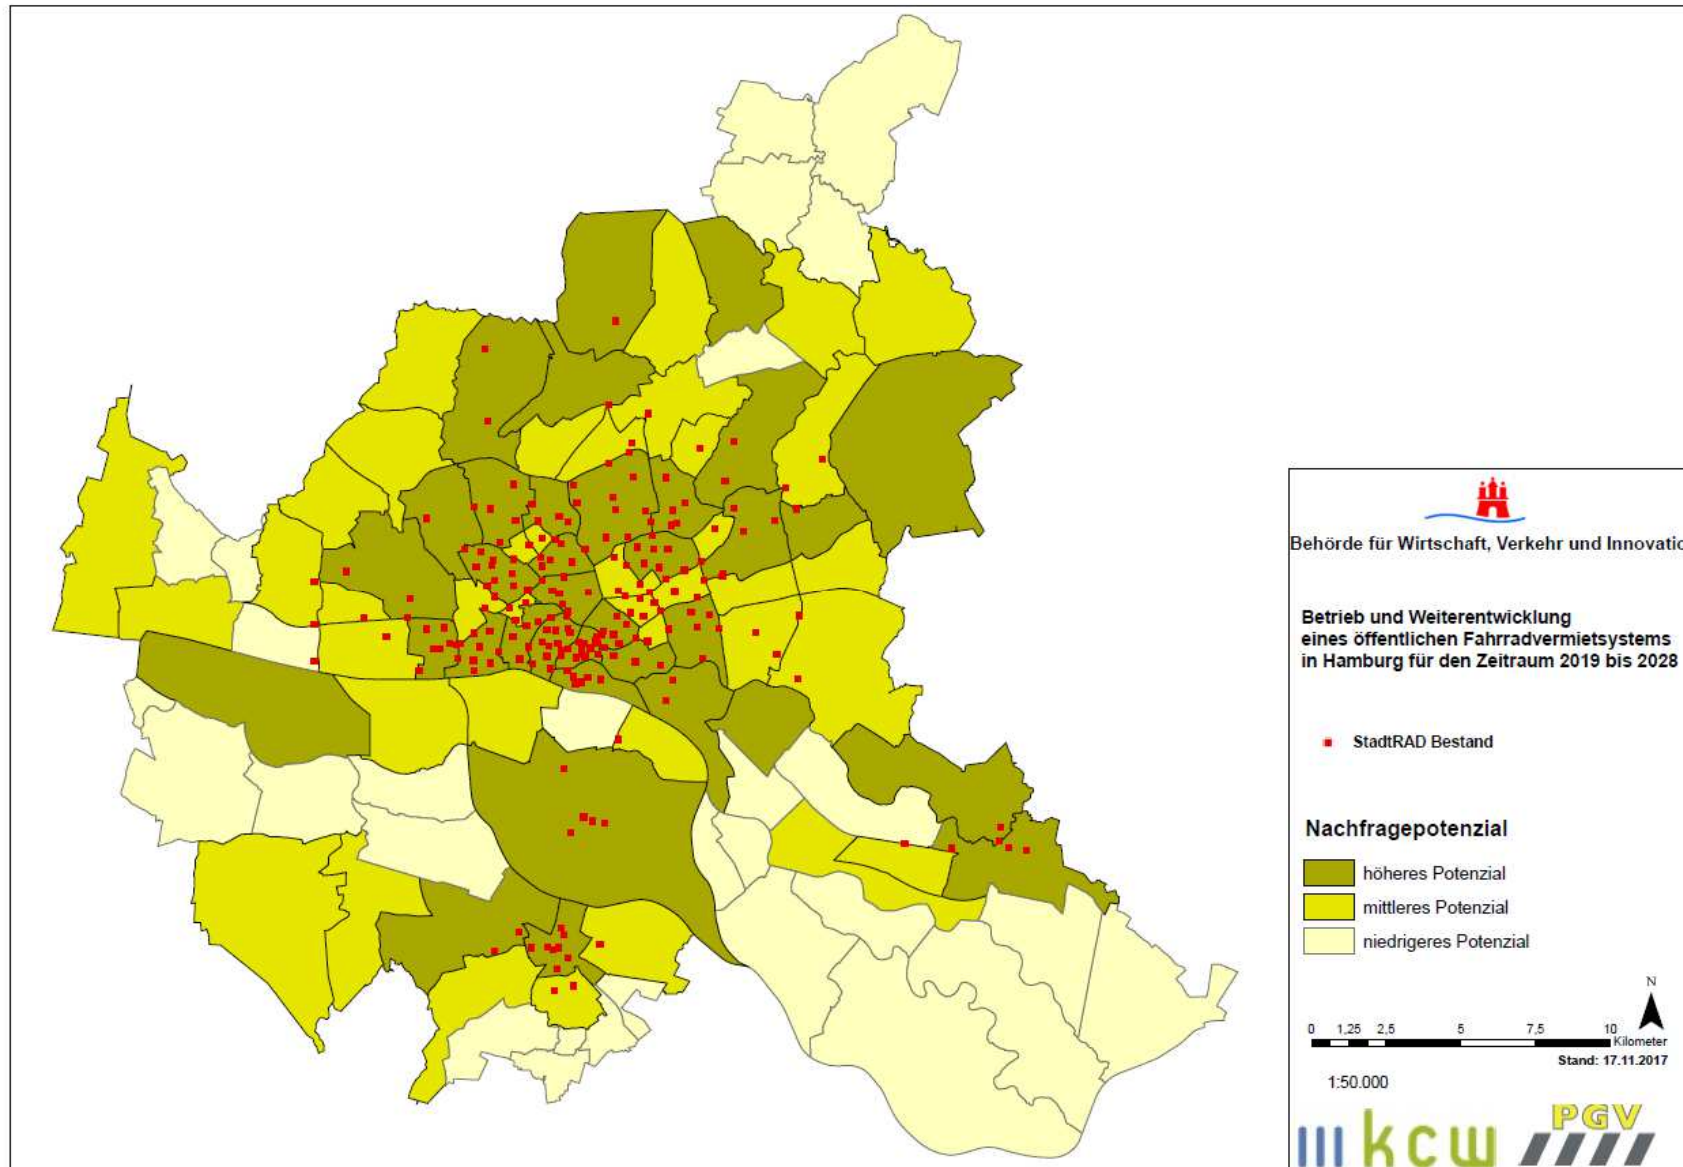 Behörde für Wirtschaft, Verkehr und Innovatio
Betrieb und Weiterentwicklung
eines öffentlichen Fahrradvermietsystems
in Hamburg für den Zeitraum 2019 bis 2028
StadtRAD Bestand
Nachfragepotenzial
höheres Potenzial
mittleres Potenzial
niedrigeres Potenzial
N
0 1,25 2,5 5 7,5 10
Kilometer
Stand: 17.11.2017
1:50.000
kcw
PGV